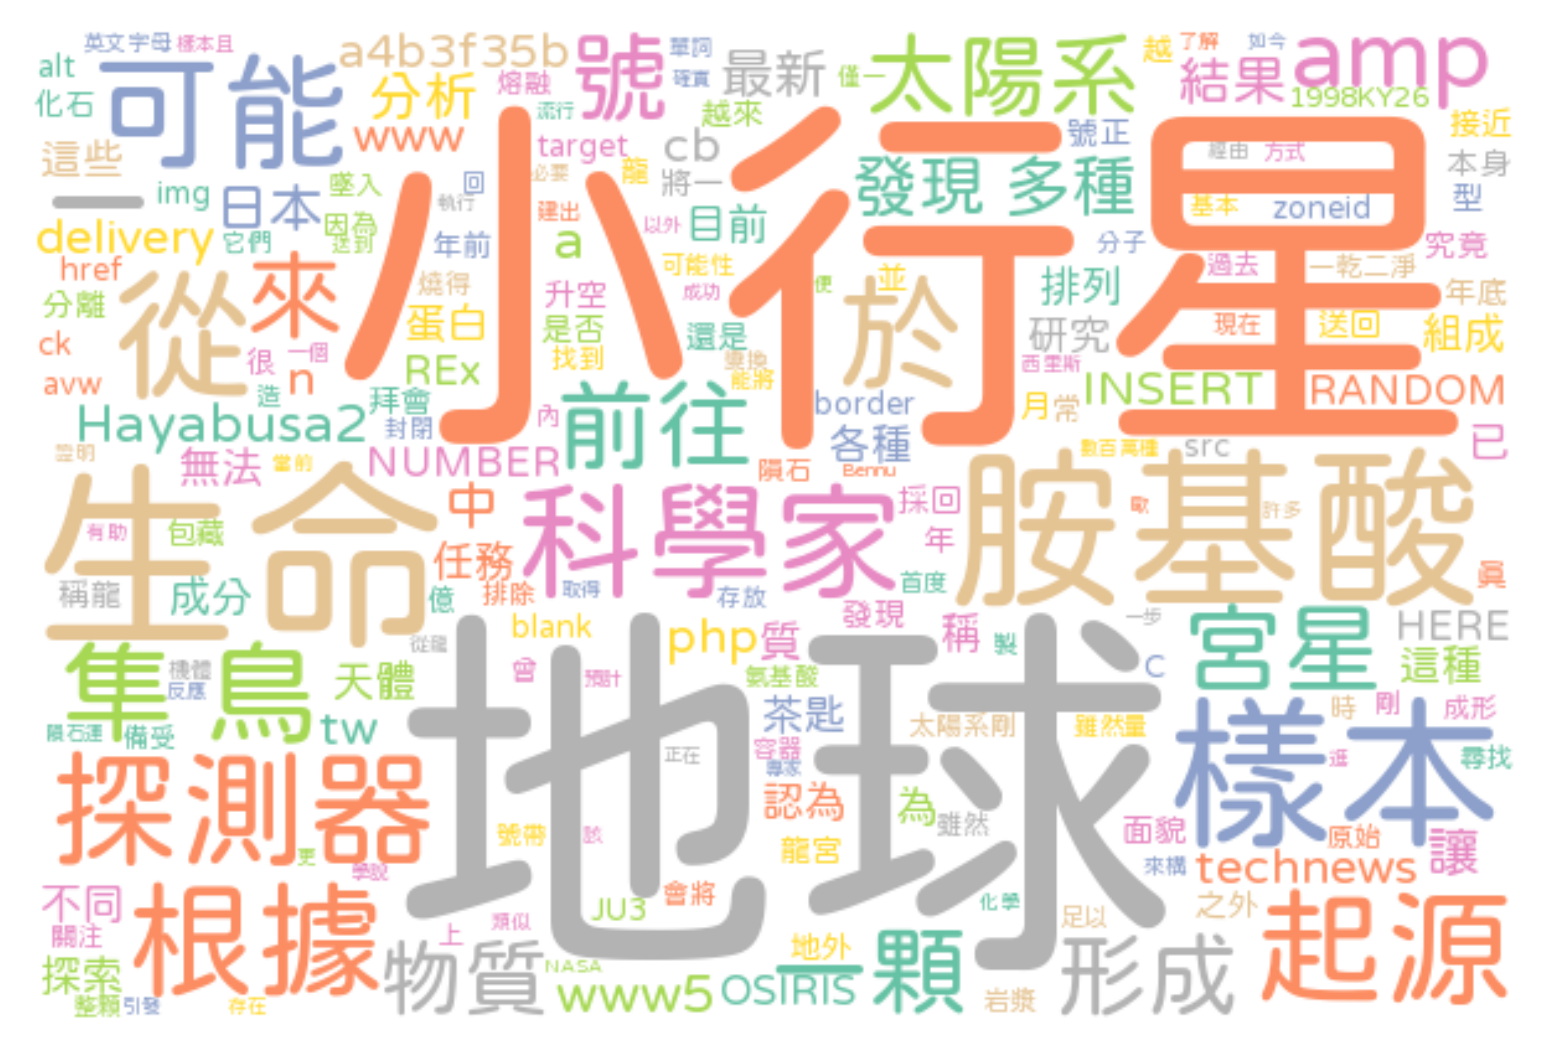 英文字母 樣本且
a4b3f35b
號
單詞
最新
太陽系
越
了解
如今
結果
amp
alt
可能
分析
熔融
確實
僅一
1998KY26
化石
www
流行
越來
小行星
號正
接近
target
cb
這些
一
img
日本
墜入
回
必要
龍
將一
發現 多種
經由 方式
本身
執行
建出
基本
zoneid
型
delivery
它們
因為
送到
年前
a
以外
目前
分子
究竟
href
來
可能性
並
過去
一乾二淨
分離
從
燒得
升空
成功
便
於
排列
年底
蛋白
是否
還是
研究
現在
送回
組成
ck
很
一個
找到
變換
西里斯
avw
n
REx
能將
INSERT
RANDOM
造
拜會
前往
border
月常
Hayabusa2
封閉
內
各種
已
證明
無法
當前
NUMBER
隕石
Bennu
數百萬種
src
生命
中
科學家
採回
胺基酸
歐
許多
有助
包藏
任務
年
真
稱龍
成分
億
排除
取得
存放
首度
從龍
blank
php
質
發現
稱
製
一步
宮星
HERE
隼鳥
機體
反應
天體
曾
預計
氨基酸
C
這種
隕石還
備受
tw
地球
茶匙
太陽系剛
雖然量
樣本
時
剛
成形
正在
容器
專家
逛
尋找
探測器
認為
為
雖然
面貌
原始
讓
號帶
該
龍宮
來構
technews
更
學說
不同
根據
會將
化學
之外
起源
關注
JU3
足以
上
類似
地外
探索
物質
NASA
www5
OSIRIS
一顆
形成
整顆
引發
存在
岩漿